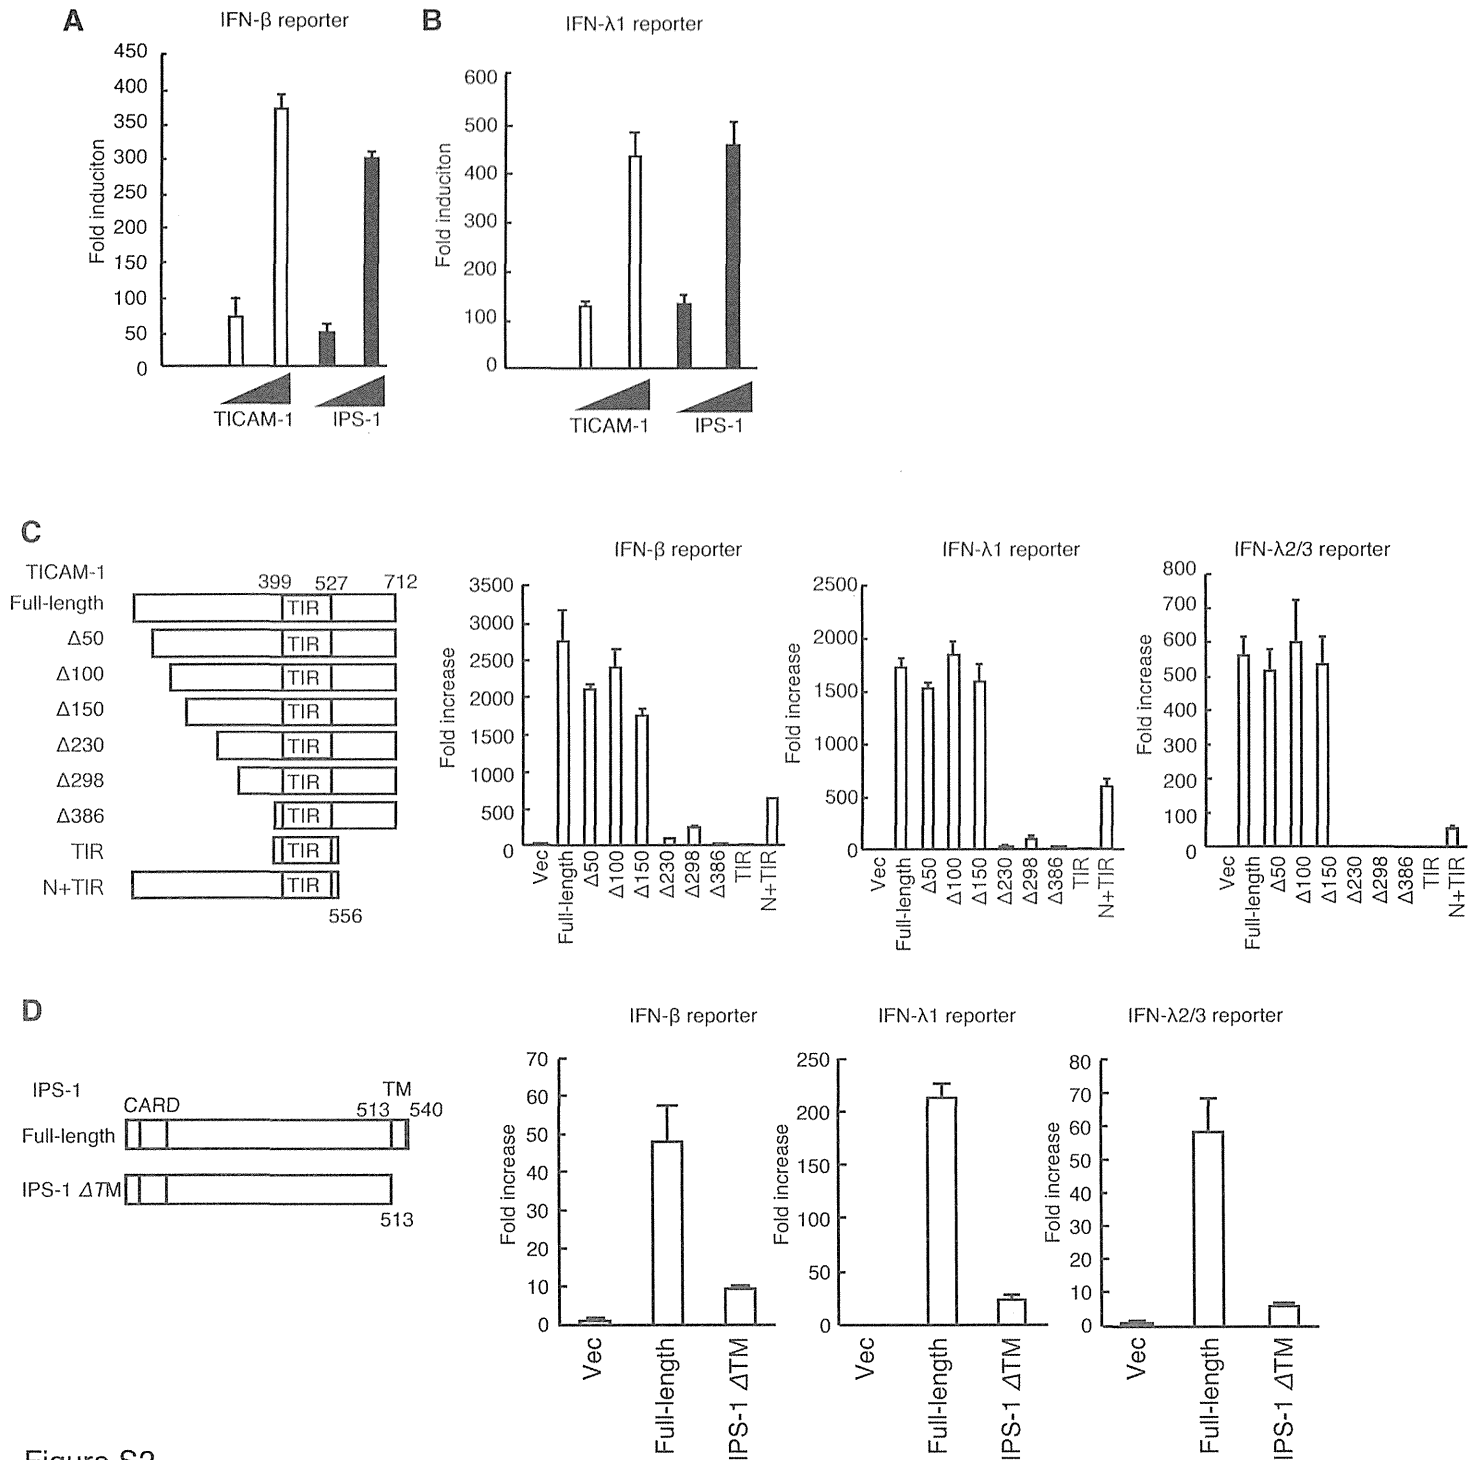 A
IFN-β reporter
450
400
350
300
250
200
150
100
50
0
Fold induciton
TICAM-1
IPS-1
B
IFN-λ1 reporter
600
500
400
300
200
100
0
Fold induciton
TICAM-1
IPS-1
C
TICAM-1
399
527
712
Full-length
TIR
Δ50
TIR
Δ100
TIR
Δ150
TIR
Δ230
TIR
Δ298
TIR
Δ386
TIR
TIR
TIR
N+TIR
TIR
556
IFN-β reporter
3500
3000
2500
2000
1500
1000
500
0
Fold increase
Vec
Full-length
Δ50
Δ100
Δ150
Δ230
Δ298
Δ386
TIR
N+TIR
IFN-λ1 reporter
2500
2000
1500
1000
500
0
Fold increase
Vec
Full-length
Δ50
Δ100
Δ150
Δ230
Δ298
Δ386
TIR
N+TIR
IFN-λ2/3 reporter
800
700
600
500
400
300
200
100
0
Fold increase
Vec
Full-length
Δ50
Δ100
Δ150
Δ230
Δ298
Δ386
TIR
N+TIR
D
IPS-1
TM
CARD
513
540
Full-length
IPS-1 ΔTM
513
IFN-β reporter
70
60
50
40
30
20
10
0
Fold increase
Vec
Full-length
IPS-1 ΔTM
IFN-λ1 reporter
250
200
150
100
50
0
Fold increase
Vec
Full-length
IPS-1 ΔTM
IFN-λ2/3 reporter
80
70
60
50
40
30
20
10
0
Fold increase
Vec
Full-length
IPS-1 ΔTM
Figure S2